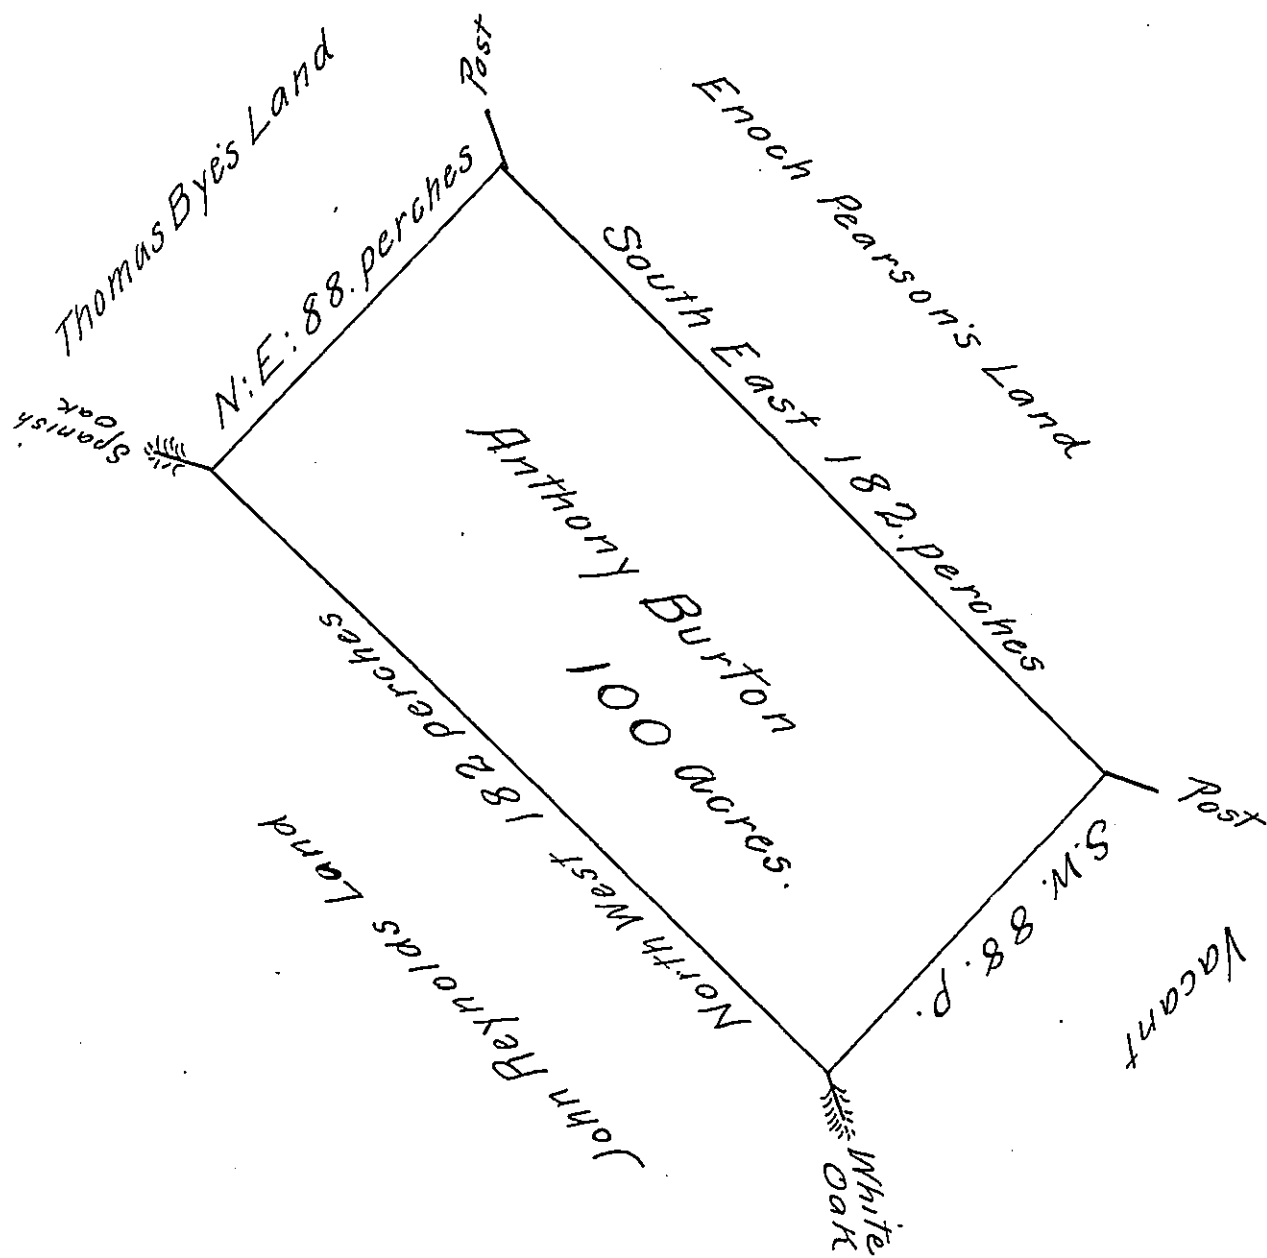 Thomas Bye's Land
Post
Enoch Pearson's Land
N:E: 88. perches
South East 182. perches
Spanish
Oak
Anthony Burton
100 acres.
North West 182 perches
John Reynolds Land
Post
S.W. 88. P.
Vacant
White
Oak